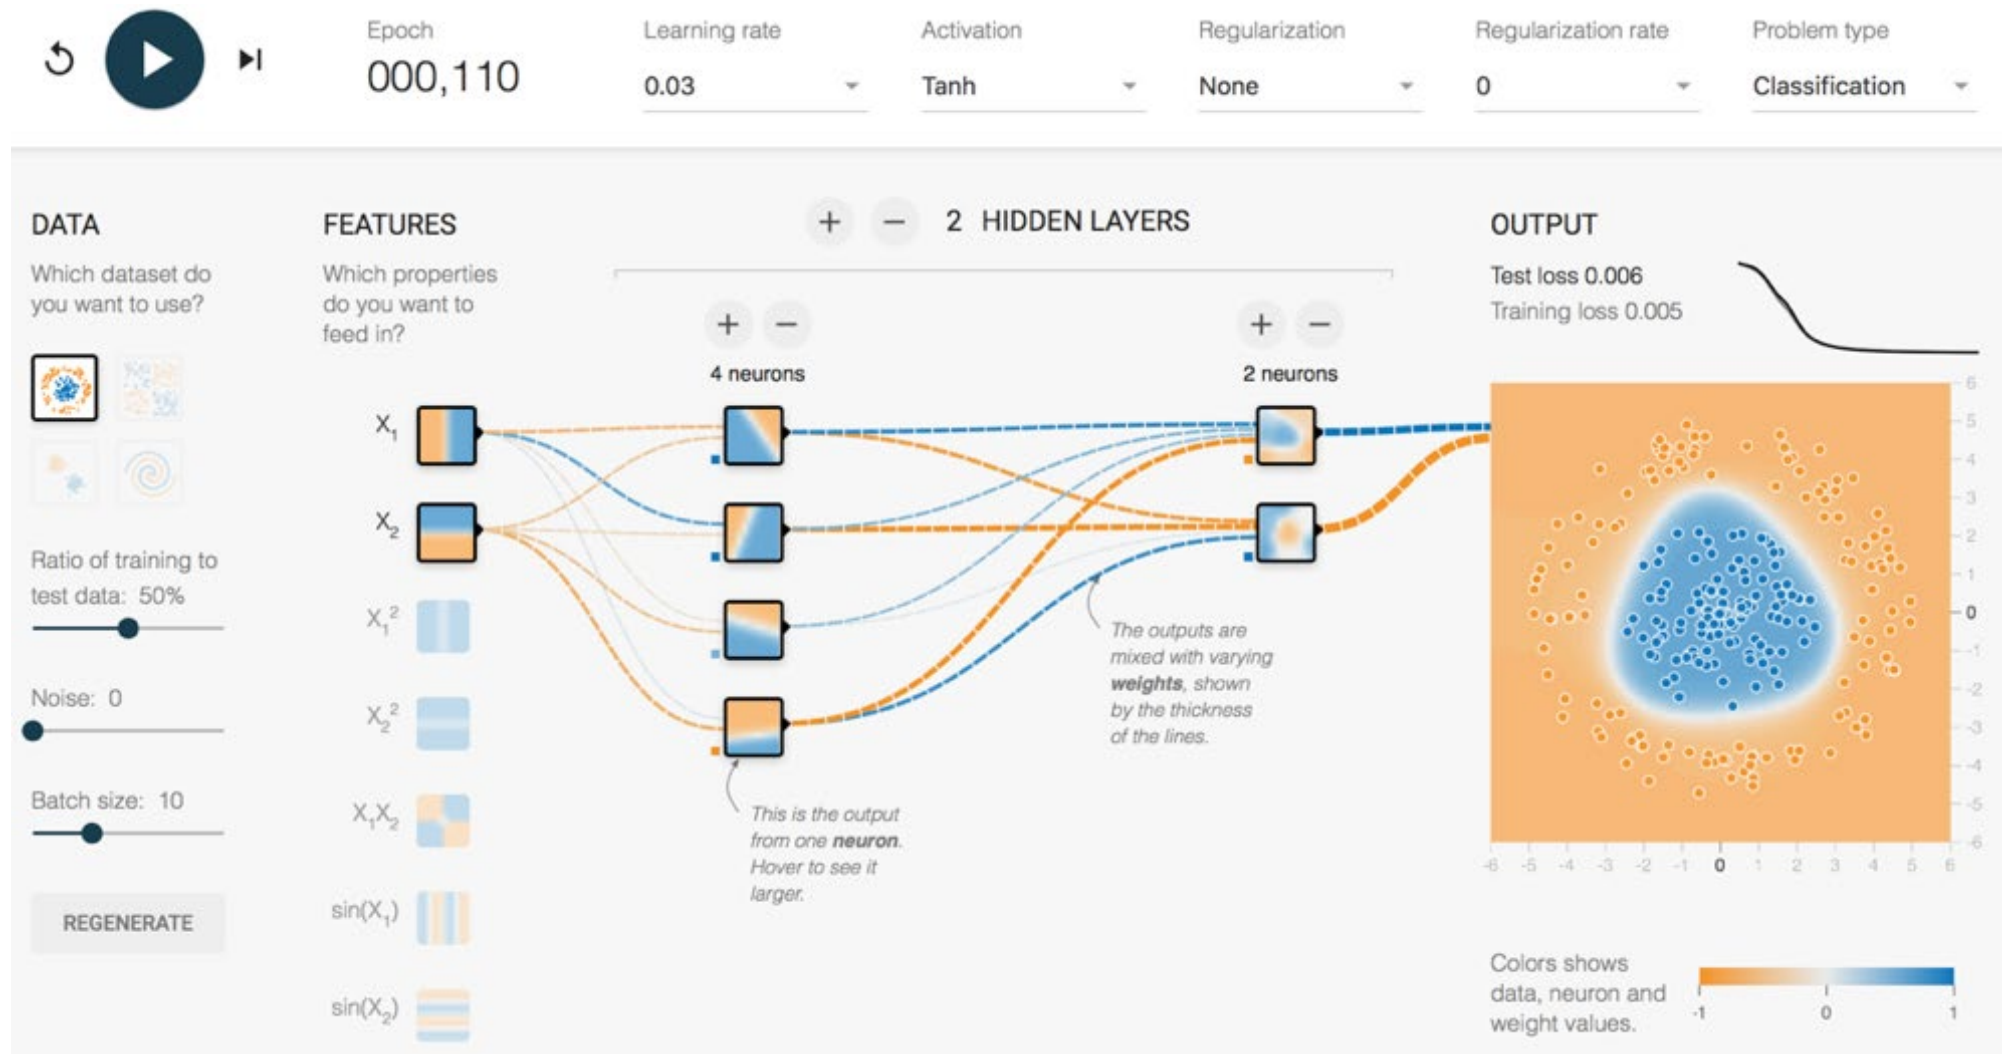 Epoch
000,110
Learning rate
0.03
Activation
Tanh
Regularization
None
Regularization rate
0
Problem type
Classification
DATA
Which dataset do
you want to use?
Ratio of training to
test data: 50%
Noise: 0
Batch size: 10
REGENERATE
FEATURES
Which properties
do you want to
feed in?
X₁
X₂
X₁²
X₂²
X₁X₂
sin(X₁)
sin(X₂)
+ − 2 HIDDEN LAYERS
+ −
4 neurons
+ −
2 neurons
This is the output
from one neuron.
Hover to see it
larger.
The outputs are
mixed with varying
weights, shown
by the thickness
of the lines.
OUTPUT
Test loss 0.006
Training loss 0.005
6
5
4
3
2
1
0
-1
-2
-3
-4
-5
-6
-6 -5 -4 -3 -2 -1 0 1 2 3 4 5 6
Colors shows
data, neuron and
weight values.
-1 0 1